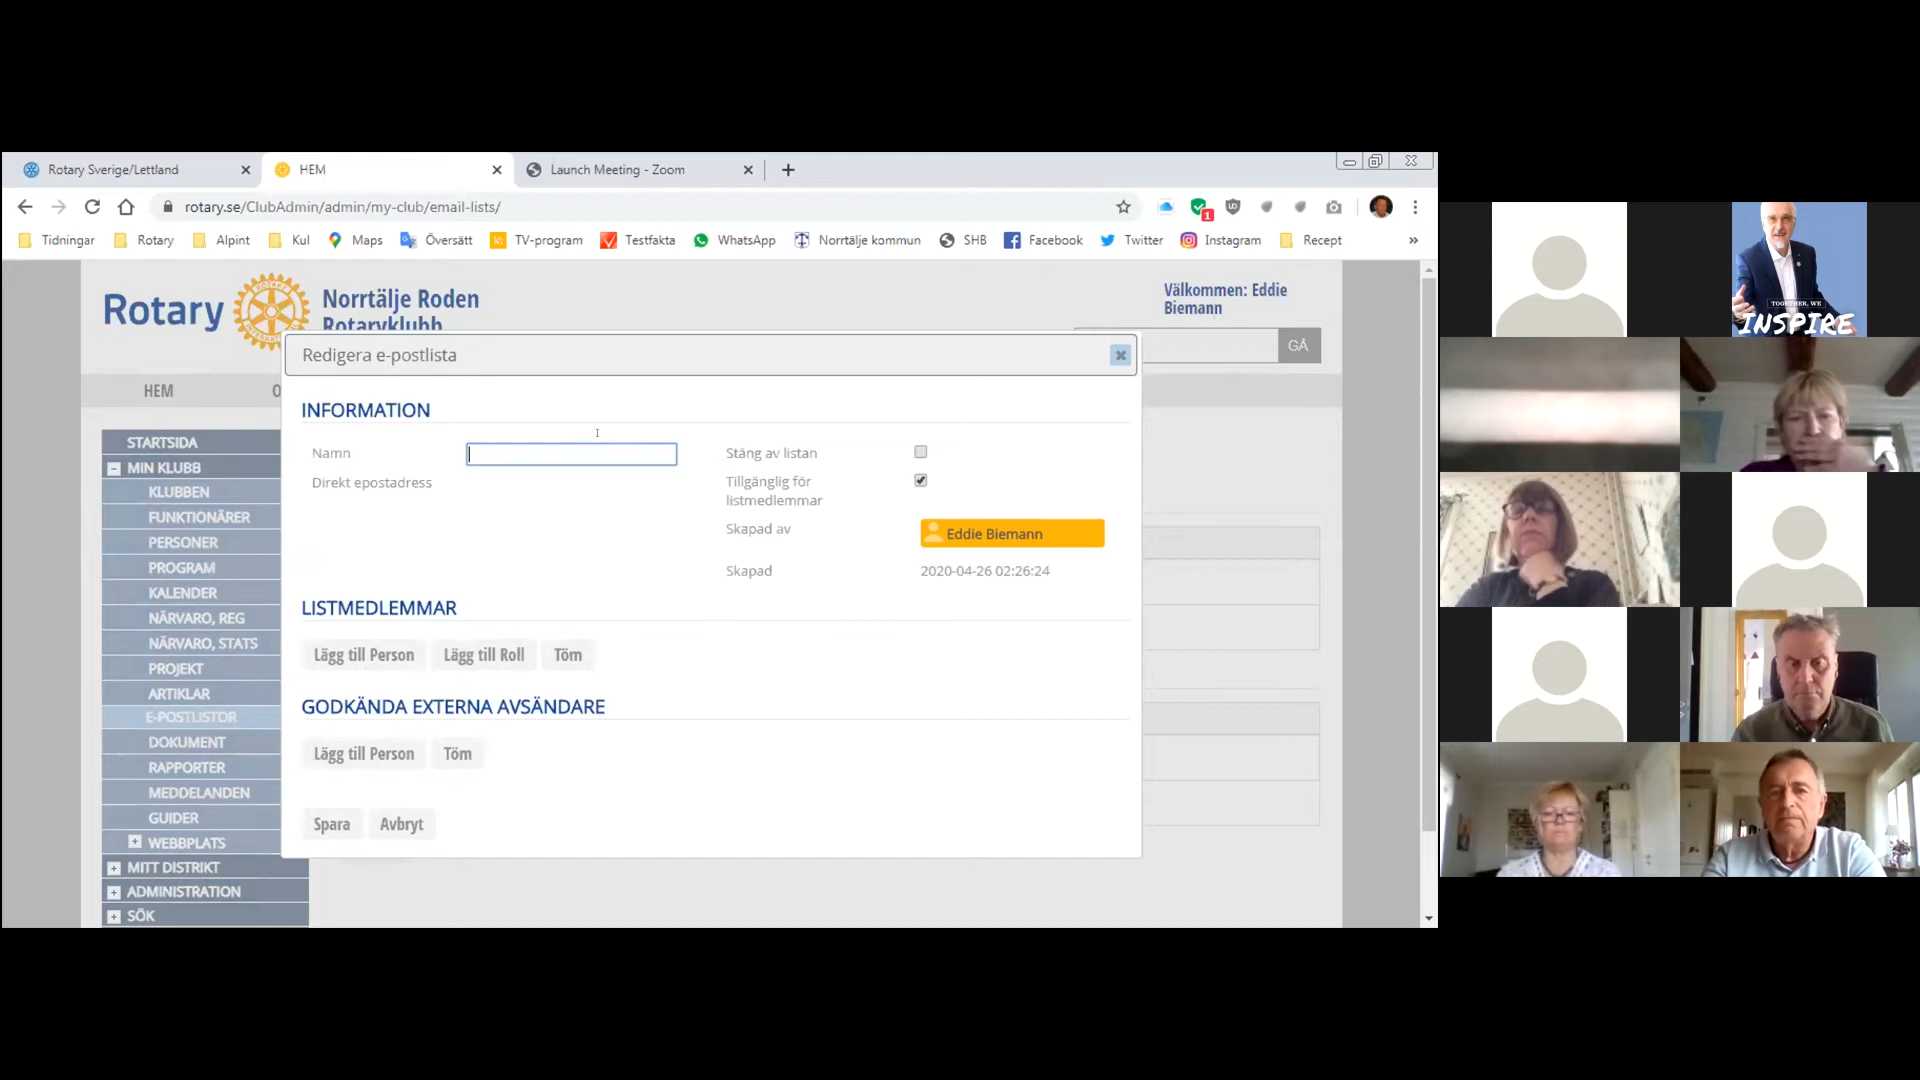 Rotary Sverige/Lettland
HEM
Launch Meeting - Zoom
rotary.se/ClubAdmin/admin/my-club/email-lists/
1
Tidningar
Rotary
Alpint
Kul
Maps
Översätt
TV-program
Testfakta
WhatsApp
Norrtälje kommun
SHB
Facebook
Twitter
Instagram
Recept
»
Rotary
Norrtälje Roden
Rotaryklubb
Välkommen: Eddie
Biemann
GÅ
HEM
O
Redigera e-postlista
INFORMATION
Namn
Direkt epostadress
Stäng av listan
Tillgänglig för
listmedlemmar
Skapad av
Eddie Biemann
Skapad
2020-04-26 02:26:24
LISTMEDLEMMAR
Lägg till Person
Lägg till Roll
Töm
GODKÄNDA EXTERNA AVSÄNDARE
Lägg till Person
Töm
Spara
Avbryt
STARTSIDA
MIN KLUBB
KLUBBEN
FUNKTIONÄRER
PERSONER
PROGRAM
KALENDER
NÄRVARO, REG
NÄRVARO, STATS
PROJEKT
ARTIKLAR
E-POSTLISTOR
DOKUMENT
RAPPORTER
MEDDELANDEN
GUIDER
WEBBPLATS
MITT DISTRIKT
ADMINISTRATION
SÖK
TOGETHER, WE
INSPIRE